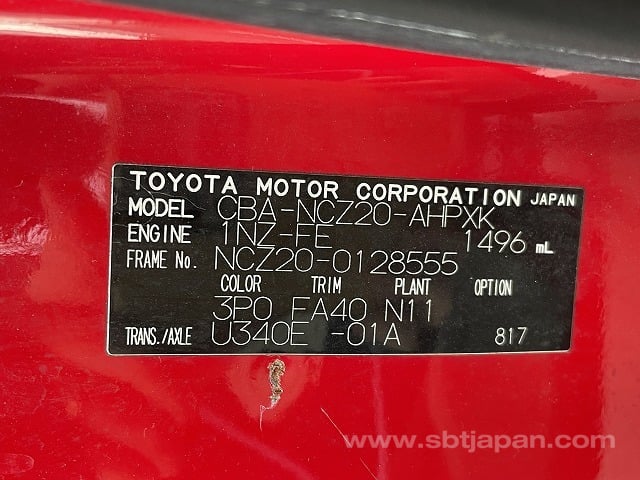 TOYOTA MOTOR CORPORATION JAPAN
MODEL CBA-NCZ20-AHPXK
ENGINE 1NZ-FE 1496 mL
FRAME No. NCZ20-0128555
COLOR TRIM PLANT OPTION
3P0 FA40 N11
TRANS./AXLE U340E -01A 817
www.sbtjapan.com